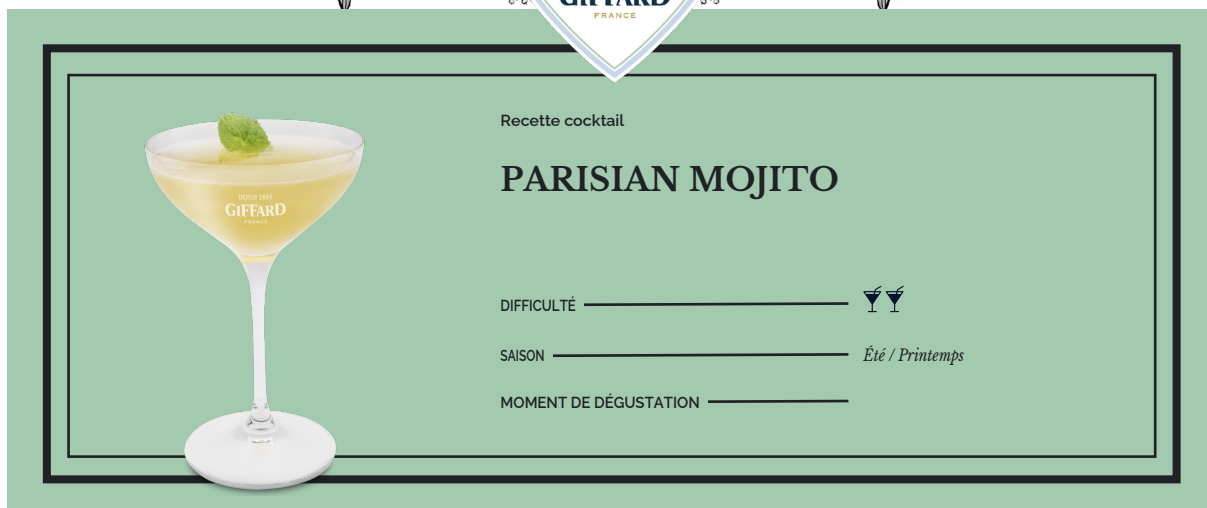 GIFFARD
FRANCE
Recette cocktail
PARISIAN MOJITO
DEPUIS 1885
GIFFARD
FRANCE
DIFFICULTÉ
SAISON
Été / Printemps
MOMENT DE DÉGUSTATION